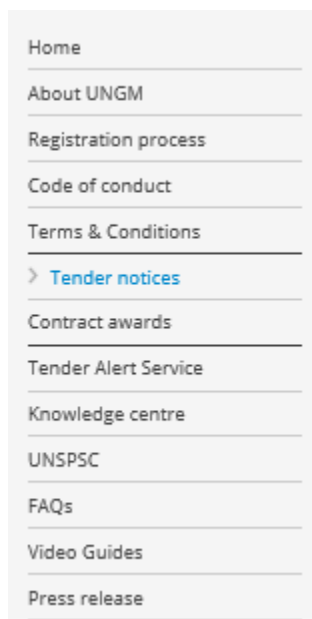 Home
About UNGM
Registration process
Code of conduct
Terms & Conditions
Tender notices
Contract awards
Tender Alert Service
Knowledge centre
UNSPSC
FAQs
Video Guides
Press release